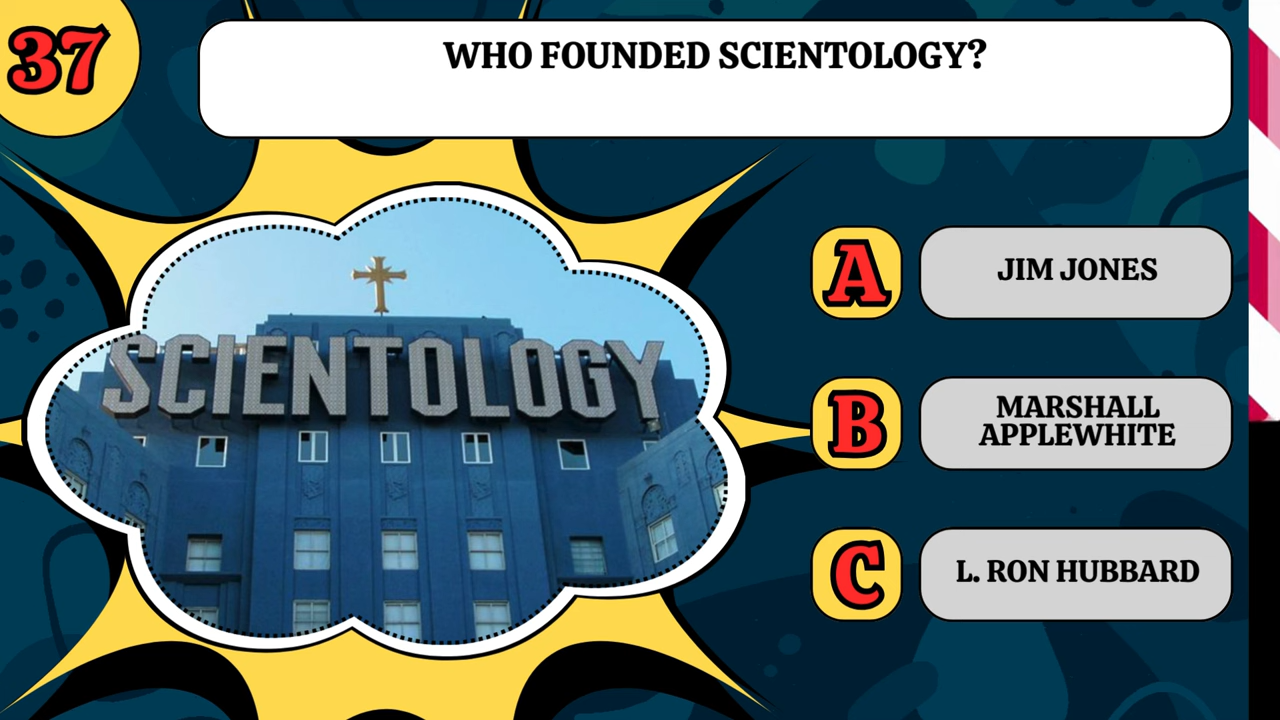 37
WHO FOUNDED SCIENTOLOGY?
SCIENTOLOGY
A
JIM JONES
B
MARSHALL
APPLEWHITE
C
L. RON HUBBARD